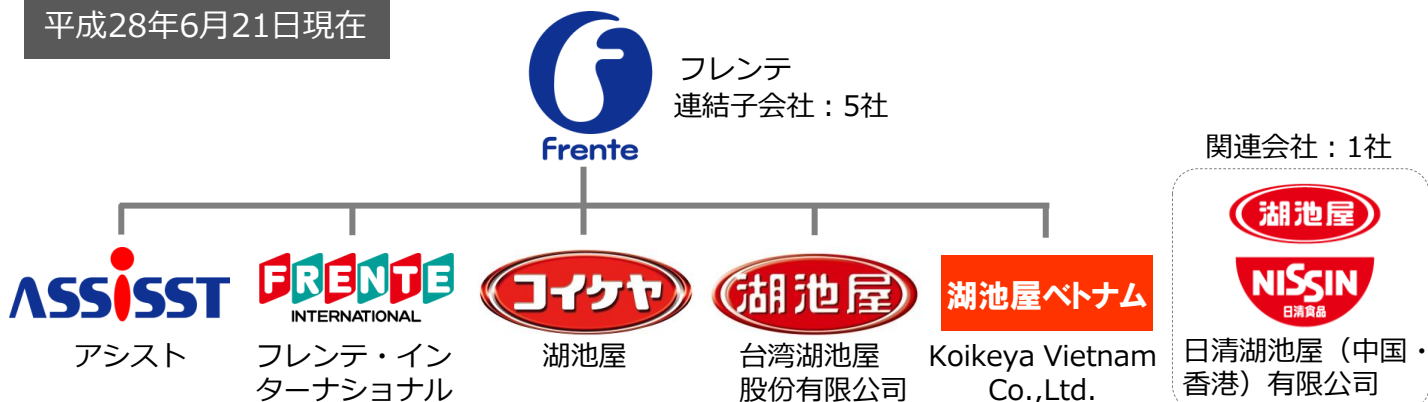 平成28年6月21日現在
Frente
フレンテ
連結子会社：5社
関連会社：1社
ASSiSST
アシスト
FRENTE
INTERNATIONAL
フレンテ・イン
ターナショナル
コイケヤ
湖池屋
湖池屋
台湾湖池屋
股份有限公司
湖池屋ベトナム
Koikeya Vietnam
Co.,Ltd.
湖池屋
NISSIN
日清食品
日清湖池屋（中国・
香港）有限公司